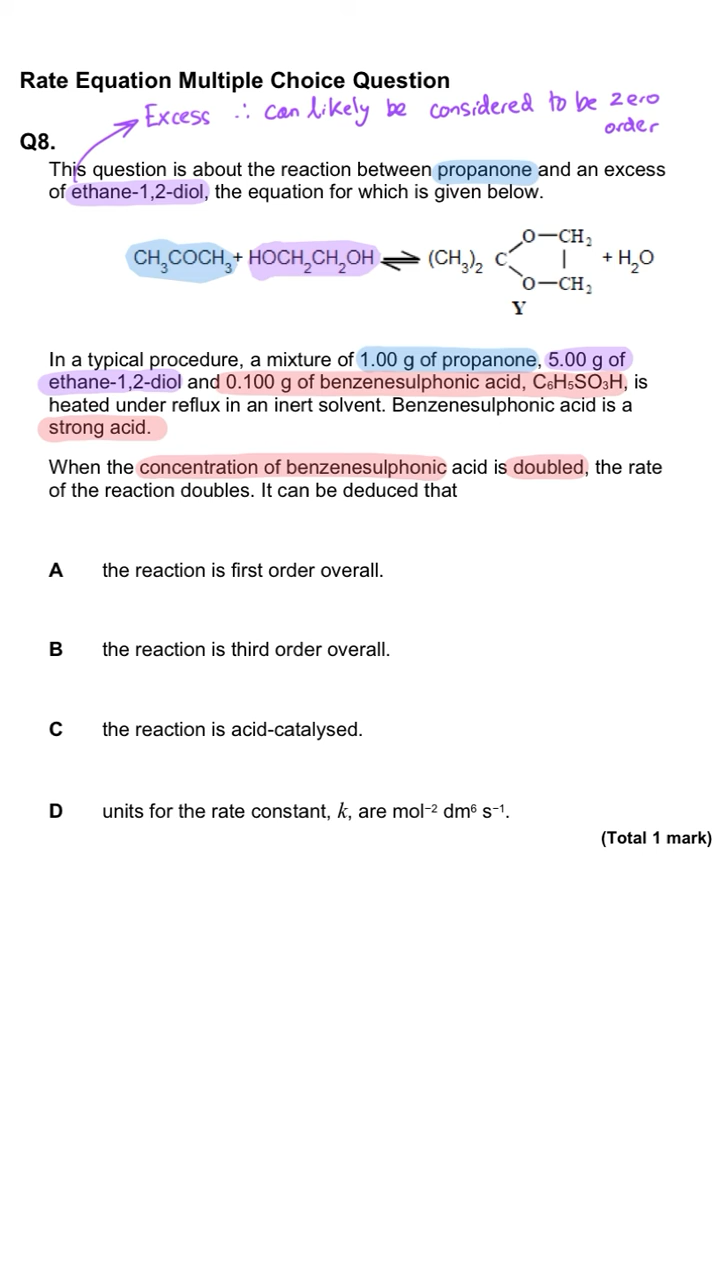 Rate Equation Multiple Choice Question
Excess ∴ can likely be considered to be zero
order
Q8.
This question is about the reaction between propanone and an excess
of ethane-1,2-diol, the equation for which is given below.
O—CH₂
CH₃COCH₃ + HOCH₂CH₂OH ⇌ (CH₃)₂ C | + H₂O
O—CH₂
Y
In a typical procedure, a mixture of 1.00 g of propanone, 5.00 g of
ethane-1,2-diol and 0.100 g of benzenesulphonic acid, C₆H₅SO₃H, is
heated under reflux in an inert solvent. Benzenesulphonic acid is a
strong acid.
When the concentration of benzenesulphonic acid is doubled, the rate
of the reaction doubles. It can be deduced that
A the reaction is first order overall.
B the reaction is third order overall.
C the reaction is acid-catalysed.
D units for the rate constant, k, are mol⁻² dm⁶ s⁻¹.
(Total 1 mark)